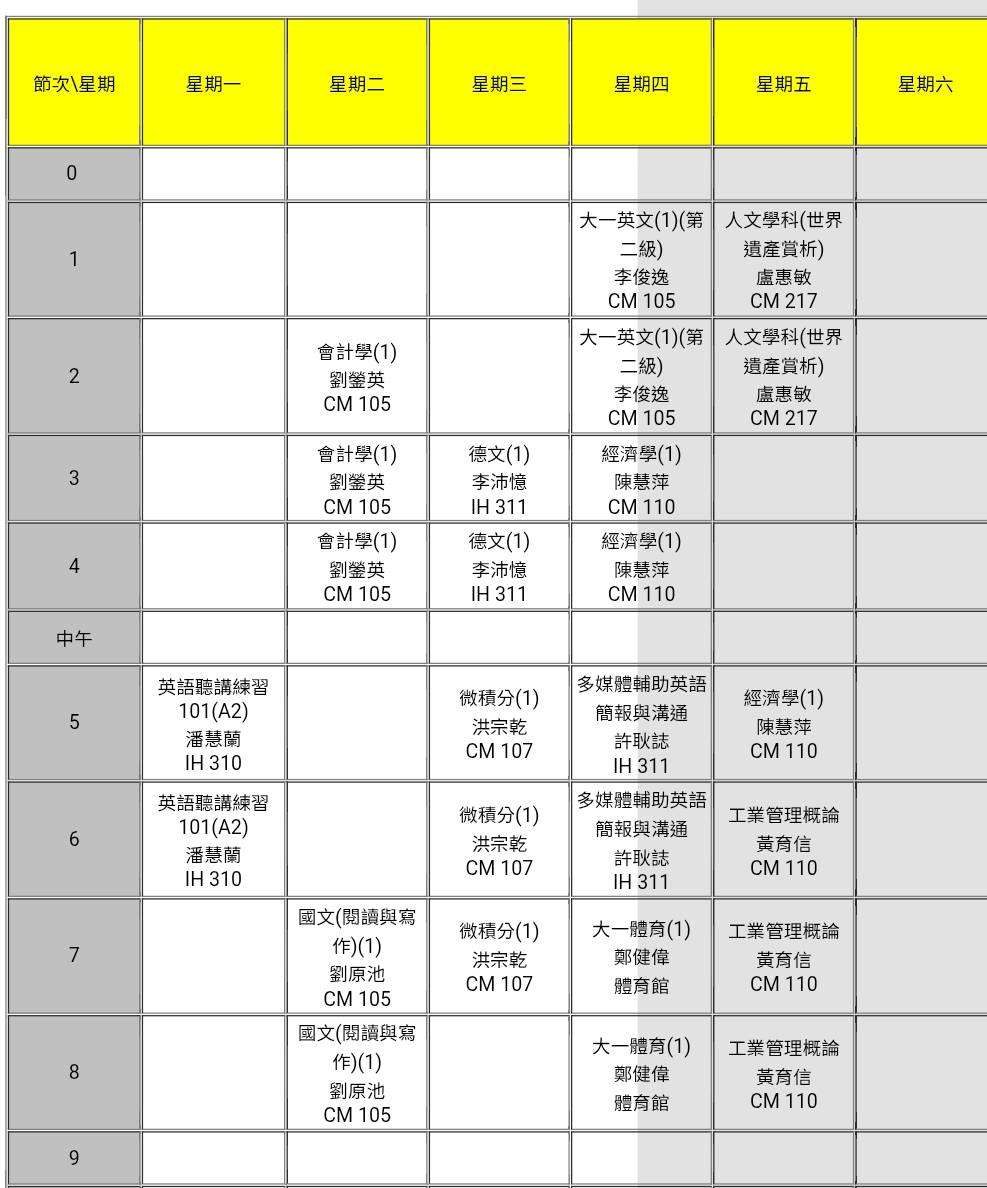 節次\星期 星期一 星期二 星期三 星期四 星期五 星期六
0
1
大一英文(1)(第
二級)
李俊逸
CM 105
人文學科(世界
遺產賞析)
盧惠敏
CM 217
2
會計學(1)
劉鎣英
CM 105
大一英文(1)(第
二級)
李俊逸
CM 105
人文學科(世界
遺產賞析)
盧惠敏
CM 217
3
會計學(1)
劉鎣英
CM 105
德文(1)
李沛憶
IH 311
經濟學(1)
陳慧萍
CM 110
4
會計學(1)
劉鎣英
CM 105
德文(1)
李沛憶
IH 311
經濟學(1)
陳慧萍
CM 110
中午
5
英語聽講練習
101(A2)
潘慧蘭
IH 310
微積分(1)
洪宗乾
CM 107
多媒體輔助英語
簡報與溝通
許耿誌
IH 311
經濟學(1)
陳慧萍
CM 110
6
英語聽講練習
101(A2)
潘慧蘭
IH 310
微積分(1)
洪宗乾
CM 107
多媒體輔助英語
簡報與溝通
許耿誌
IH 311
工業管理概論
黃育信
CM 110
7
國文(閱讀與寫
作)(1)
劉原池
CM 105
微積分(1)
洪宗乾
CM 107
大一體育(1)
鄭健偉
體育館
工業管理概論
黃育信
CM 110
8
國文(閱讀與寫
作)(1)
劉原池
CM 105
大一體育(1)
鄭健偉
體育館
工業管理概論
黃育信
CM 110
9